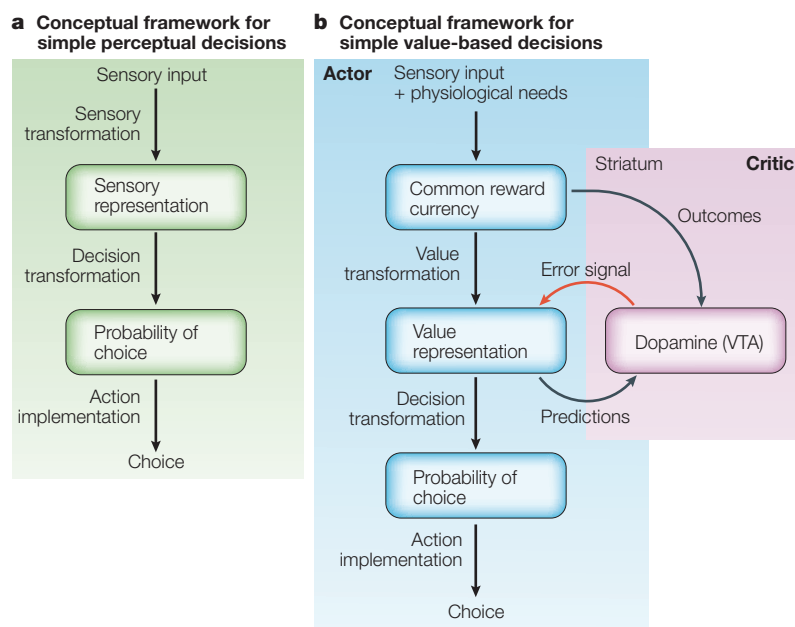 a Conceptual framework for
simple perceptual decisions
Sensory input
Sensory
transformation
Sensory
representation
Decision
transformation
Probability of
choice
Action
implementation
Choice
b Conceptual framework for
simple value-based decisions
Actor
Sensory input
+ physiological needs
Striatum
Critic
Common reward
currency
Outcomes
Value
transformation
Error signal
Value
representation
Dopamine (VTA)
Decision
transformation
Predictions
Probability of
choice
Action
implementation
Choice